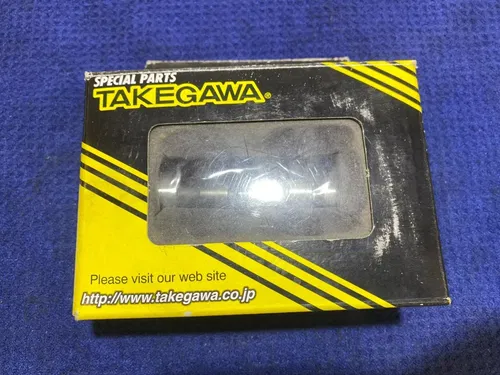 SPECIAL PARTS
TAKEGAWA®
Please visit our web site
http://www.takegawa.co.jp